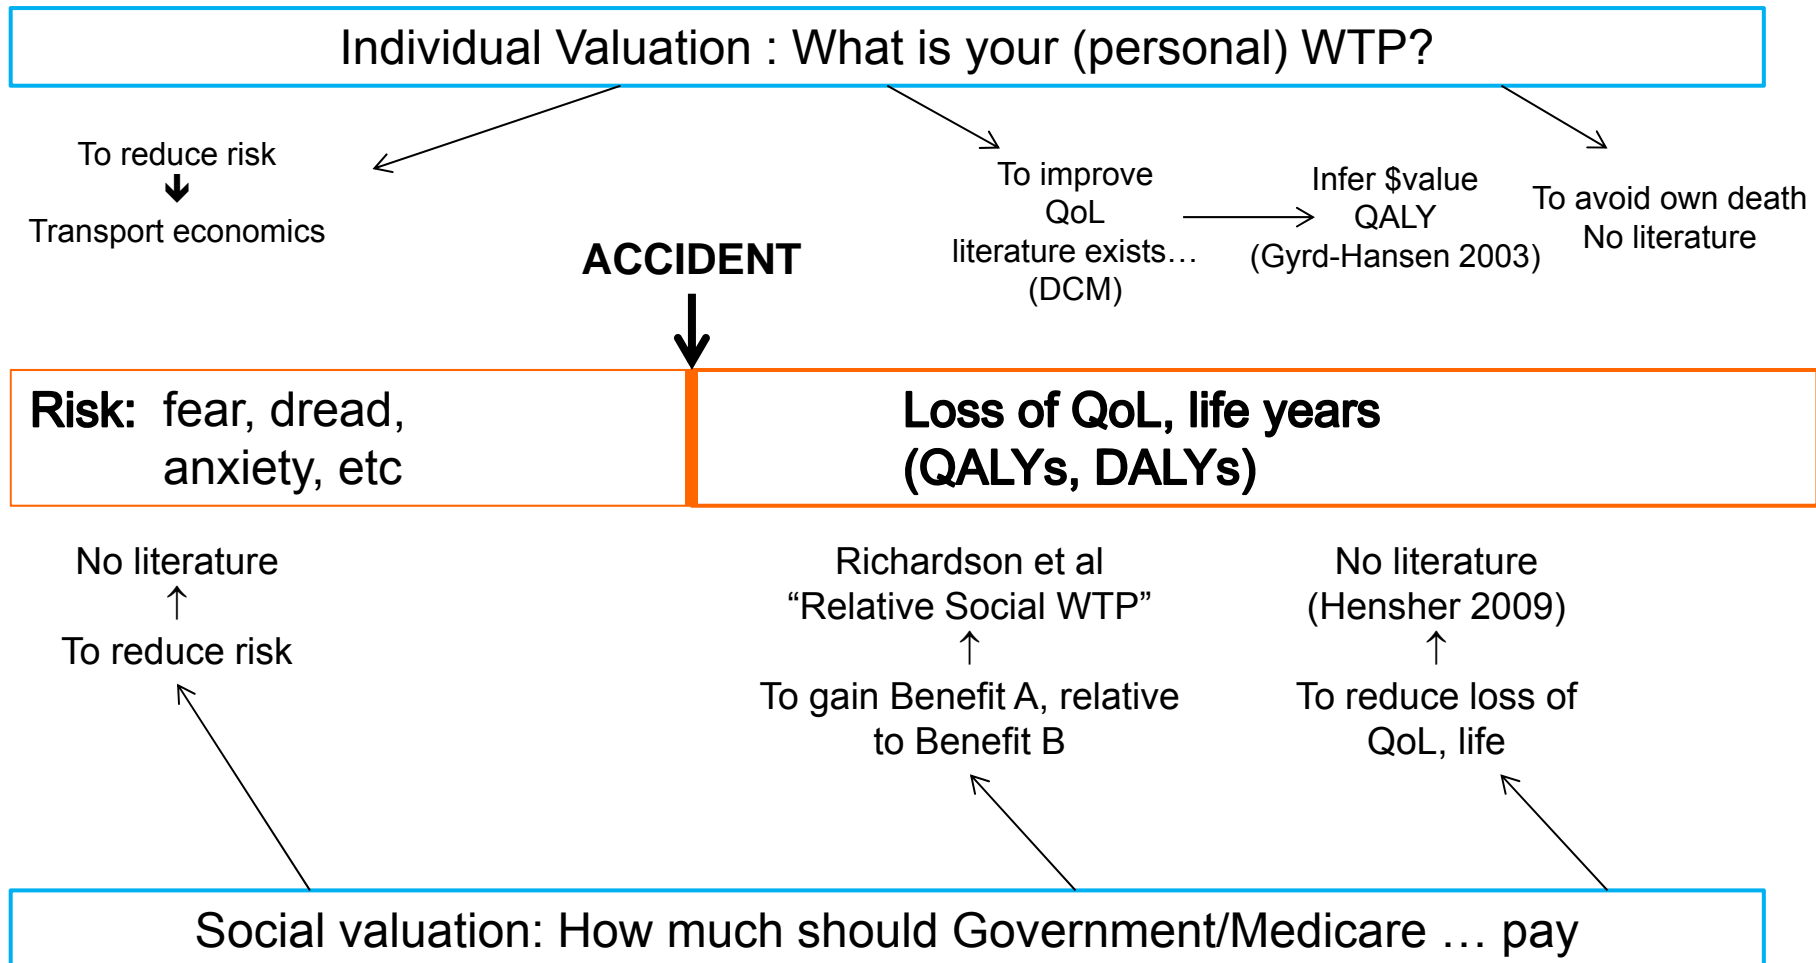 Individual Valuation : What is your (personal) WTP?
To reduce risk
Transport economics
ACCIDENT
To improve
QoL
literature exists…
(DCM)
Infer $value
QALY
(Gyrd-Hansen 2003)
To avoid own death
No literature
Risk: fear, dread,
anxiety, etc
Loss of QoL, life years
(QALYs, DALYs)
No literature
To reduce risk
Richardson et al
“Relative Social WTP”
To gain Benefit A, relative
to Benefit B
No literature
(Hensher 2009)
To reduce loss of
QoL, life
Social valuation: How much should Government/Medicare … pay